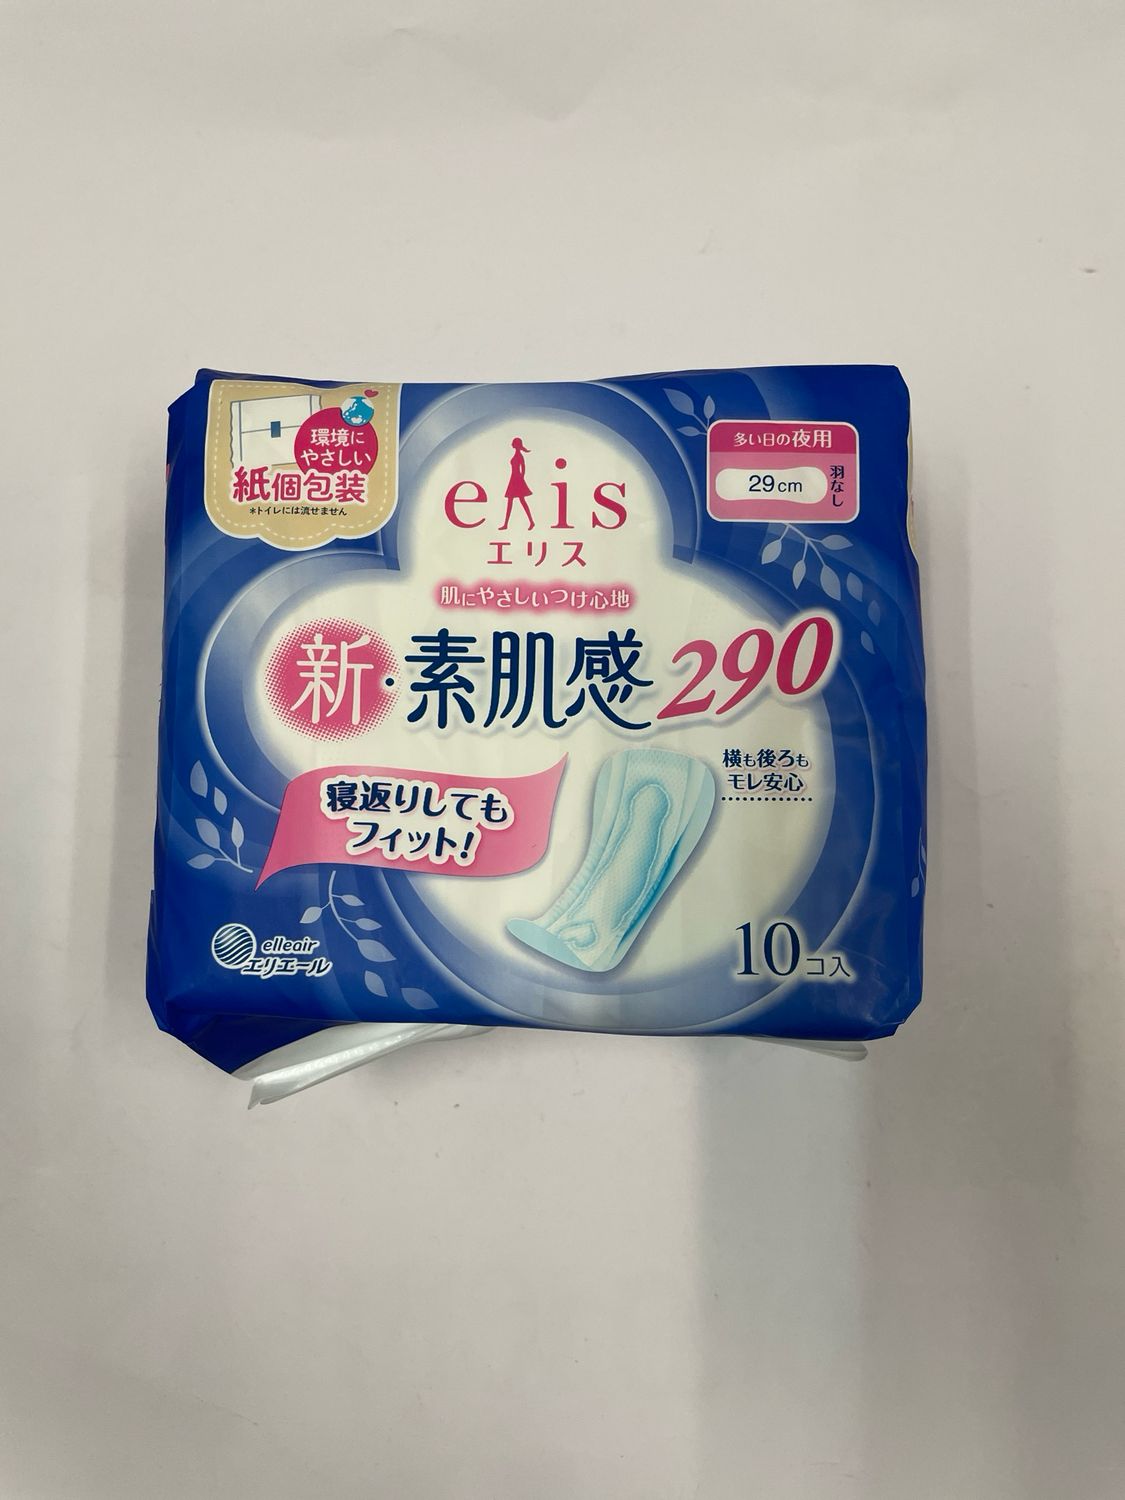 環境に
やさしい
紙個包装
*トイレには流せません
elis
エリス
多い日の夜用
29cm
羽なし
肌にやさしいつけ心地
新・素肌感290
寝返りしても
フィット!
横も後ろも
モレ安心
elleair
エリエール
10コ入